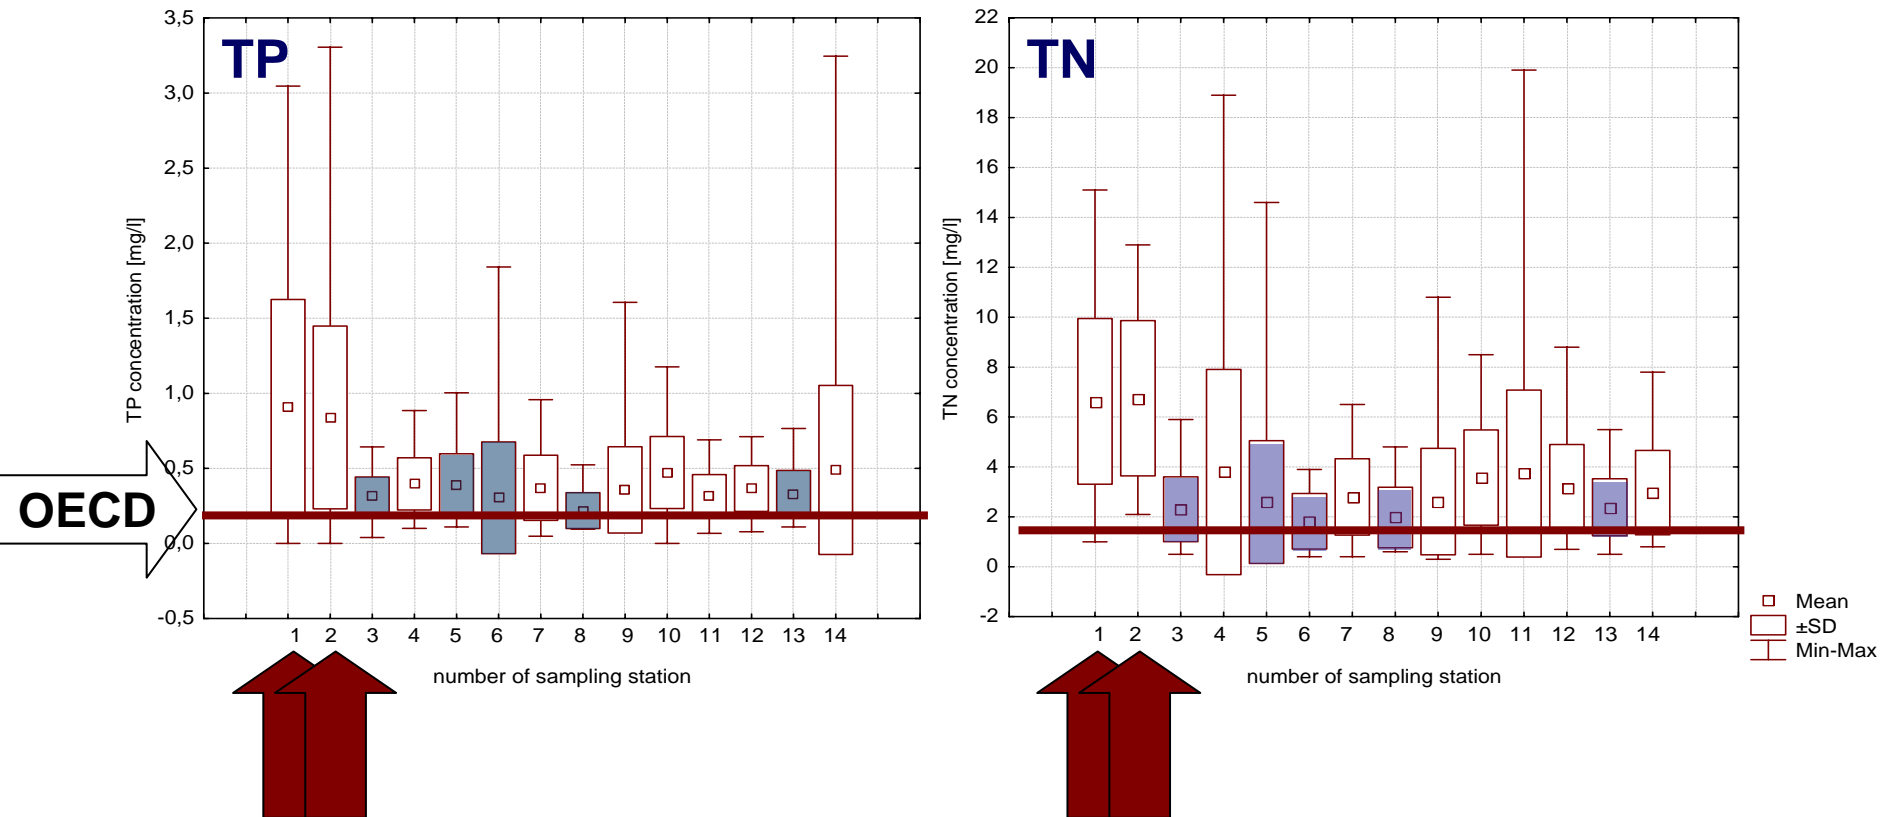 TP
3,5
3,0
2,5
2,0
1,5
1,0
0,5
0,0
-0,5
TP concentration [mg/l]
1 2 3 4 5 6 7 8 9 10 11 12 13 14
number of sampling station
OECD
TN
22
20
18
16
14
12
10
8
6
4
2
0
-2
TN concentration [mg/l]
1 2 3 4 5 6 7 8 9 10 11 12 13 14
number of sampling station
Mean
±SD
Min-Max